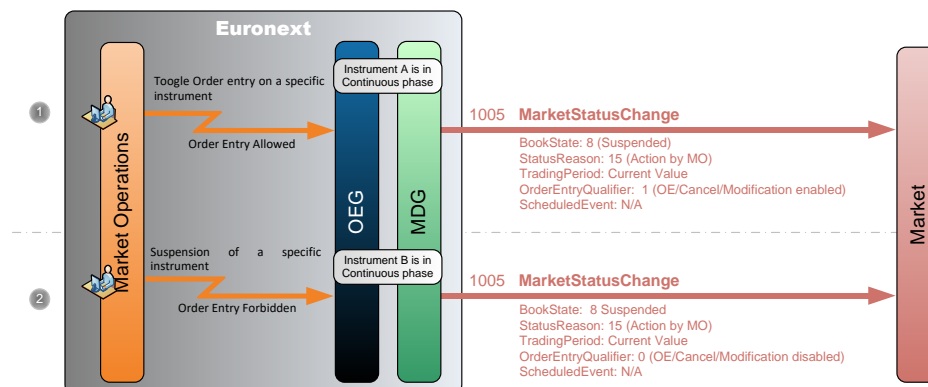 Euronext
Market Operations
OEG
MDG
Market
1
Toogle Order entry on a specific
instrument
Order Entry Allowed
Instrument A is in
Continuous phase
1005 MarketStatusChange
BookState: 8 (Suspended)
StatusReason: 15 (Action by MO)
TradingPeriod: Current Value
OrderEntryQualifier: 1 (OE/Cancel/Modification enabled)
ScheduledEvent: N/A
2
Suspension of a specific
instrument
Order Entry Forbidden
Instrument B is in
Continuous phase
1005 MarketStatusChange
BookState: 8 Suspended
StatusReason: 15 (Action by MO)
TradingPeriod: Current Value
OrderEntryQualifier: 0 (OE/Cancel/Modification disabled)
ScheduledEvent: N/A